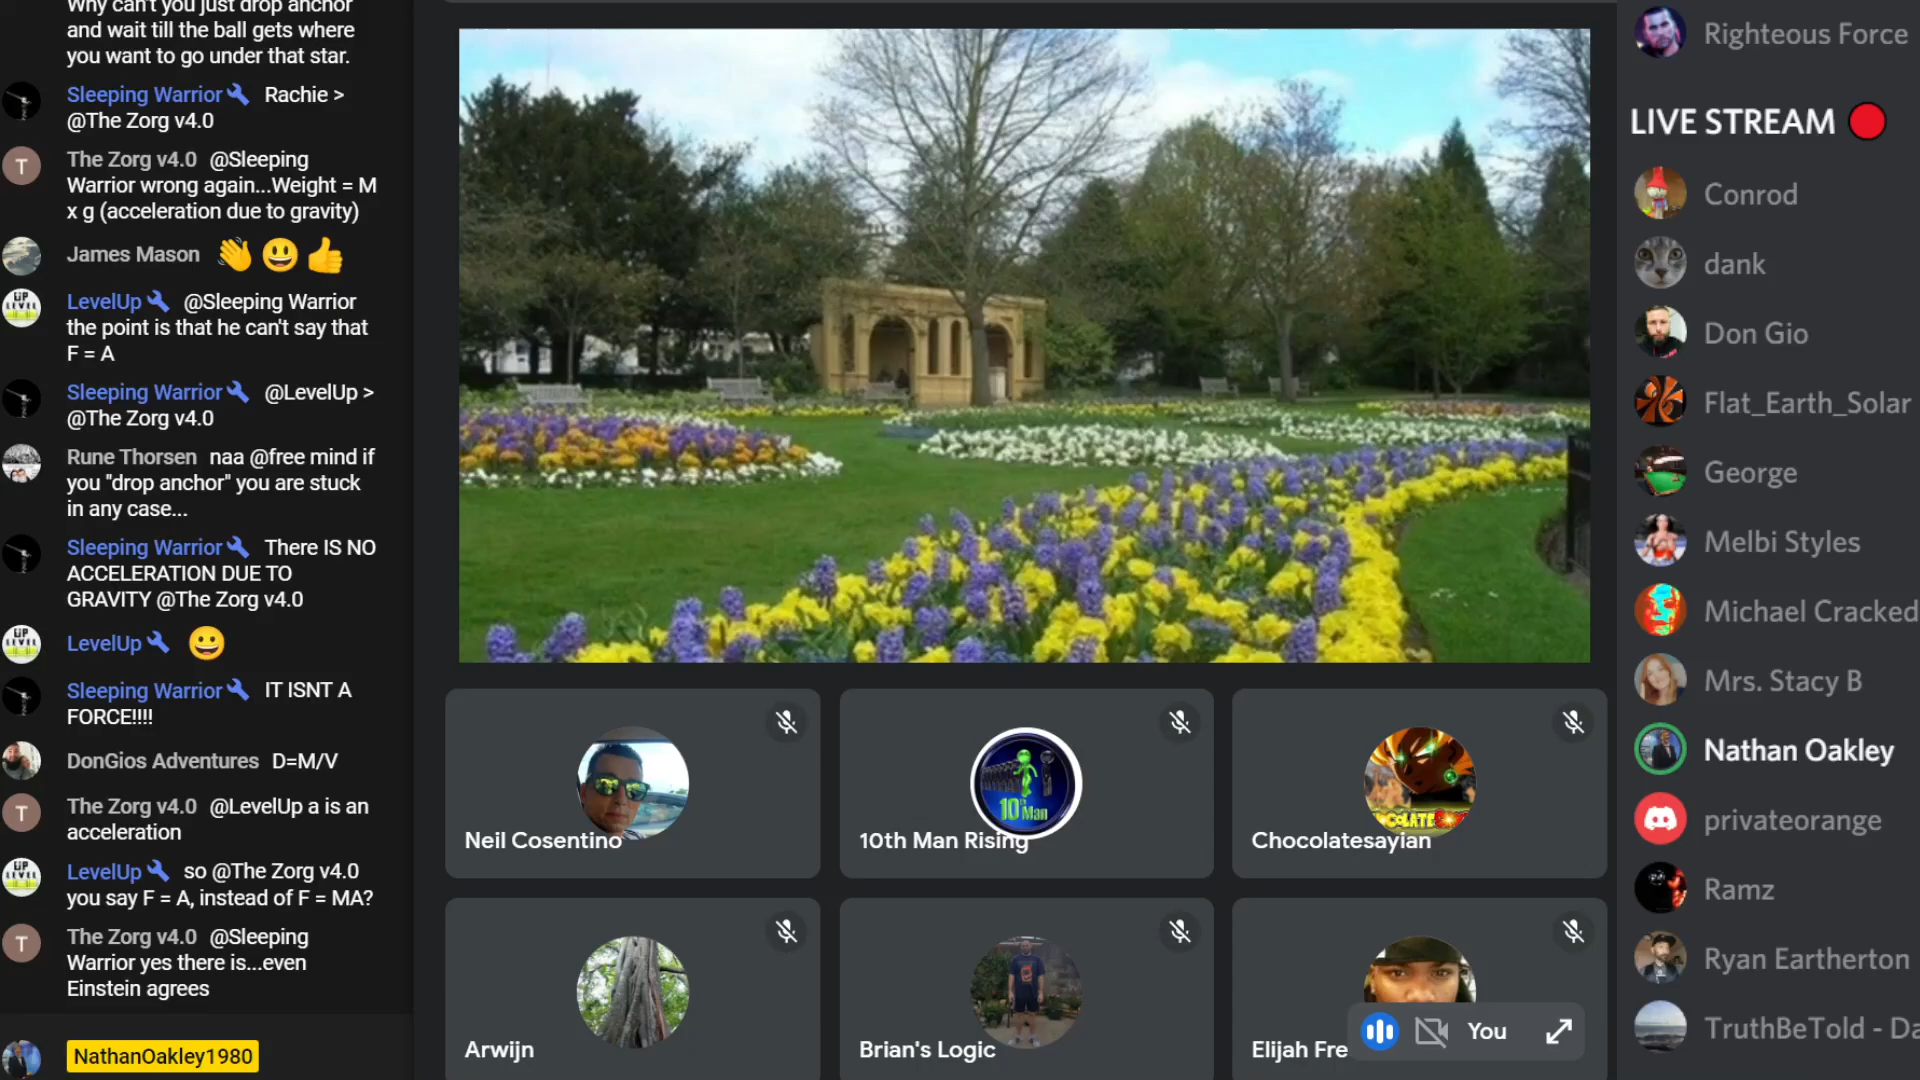 Why can't you just drop anchor
and wait till the ball gets where
you want to go under that star.
Sleeping Warrior Rachie >
@The Zorg v4.0
T The Zorg v4.0 @Sleeping
Warrior wrong again...Weight = M
x g (acceleration due to gravity)
James Mason 👋 😃 👍
LevelUp @Sleeping Warrior
the point is that he can't say that
F = A
Sleeping Warrior @LevelUp >
@The Zorg v4.0
Rune Thorsen naa @free mind if
you "drop anchor" you are stuck
in any case...
Sleeping Warrior There IS NO
ACCELERATION DUE TO
GRAVITY @The Zorg v4.0
LevelUp 😀
Sleeping Warrior IT ISNT A
FORCE!!!!
DonGios Adventures D=M/V
T The Zorg v4.0 @LevelUp a is an
acceleration
LevelUp so @The Zorg v4.0
you say F = A, instead of F = MA?
T The Zorg v4.0 @Sleeping
Warrior yes there is...even
Einstein agrees
NathanOakley1980
Neil Cosentino
10th Man
10th Man Rising
Chocolatesayian
Arwijn
Brian's Logic
Elijah Fre
You
Righteous Force
LIVE STREAM
Conrod
dank
Don Gio
Flat_Earth_Solar
George
Melbi Styles
Michael Cracked
Mrs. Stacy B
Nathan Oakley
privateorange
Ramz
Ryan Eartherton
TruthBeTold - Da